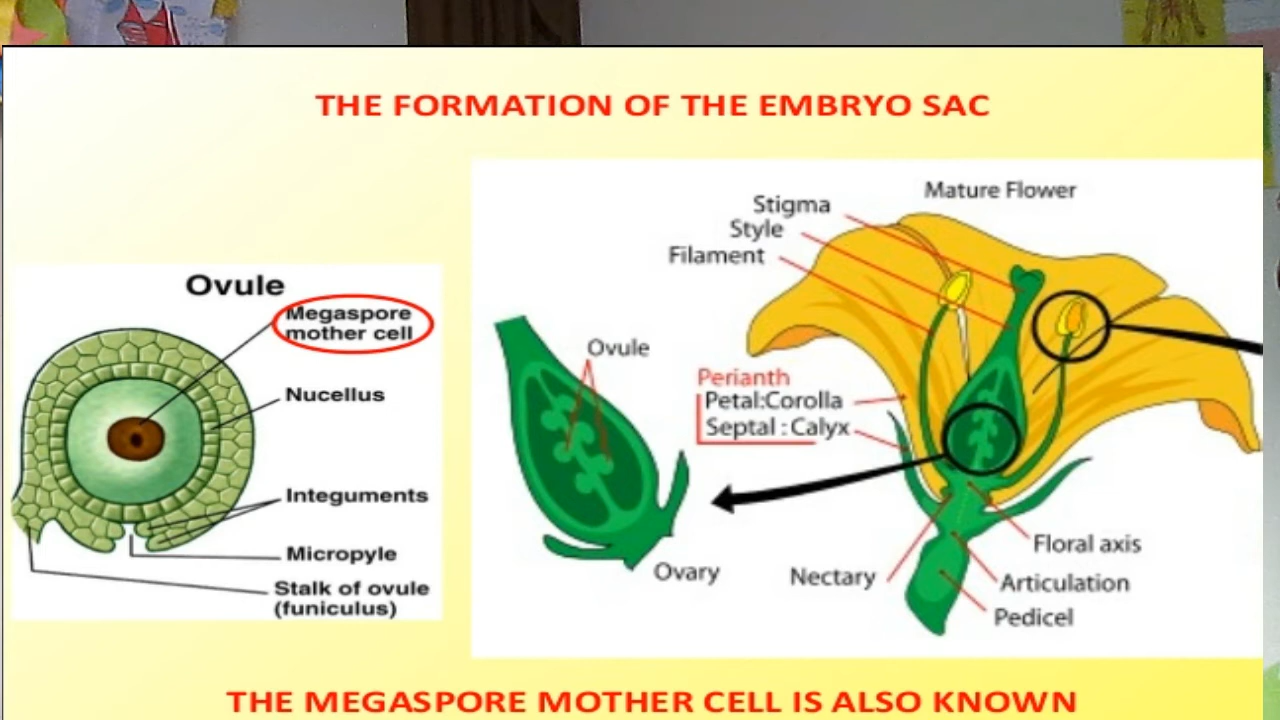 THE FORMATION OF THE EMBRYO SAC
Ovule
Megaspore
mother cell
Nucellus
Integuments
Micropyle
Stalk of ovule
(funiculus)
Mature Flower
Stigma
Style
Filament
Ovule
Perianth
Petal:Corolla
Septal : Calyx
Ovary
Nectary
Floral axis
Articulation
Pedicel
THE MEGASPORE MOTHER CELL IS ALSO KNOWN